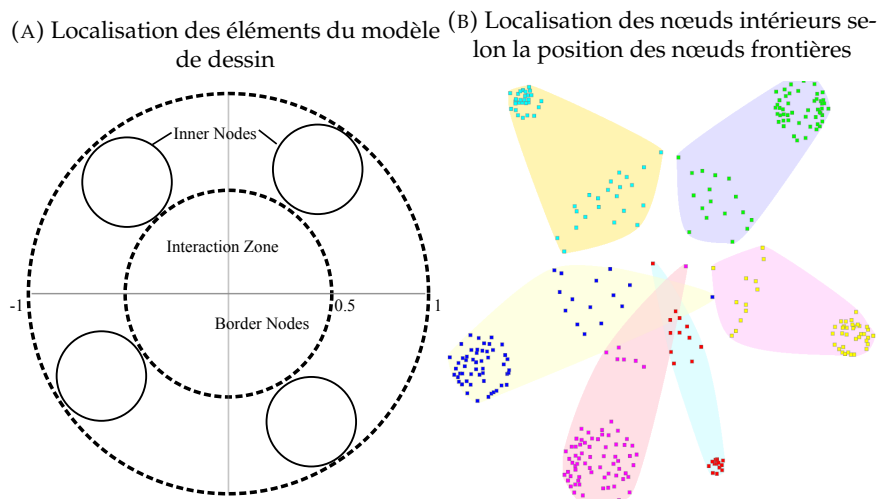 (A) Localisation des éléments du modèle
de dessin
Inner Nodes
Interaction Zone
-1
0.5
1
Border Nodes
(B) Localisation des nœuds intérieurs se-
lon la position des nœuds frontières